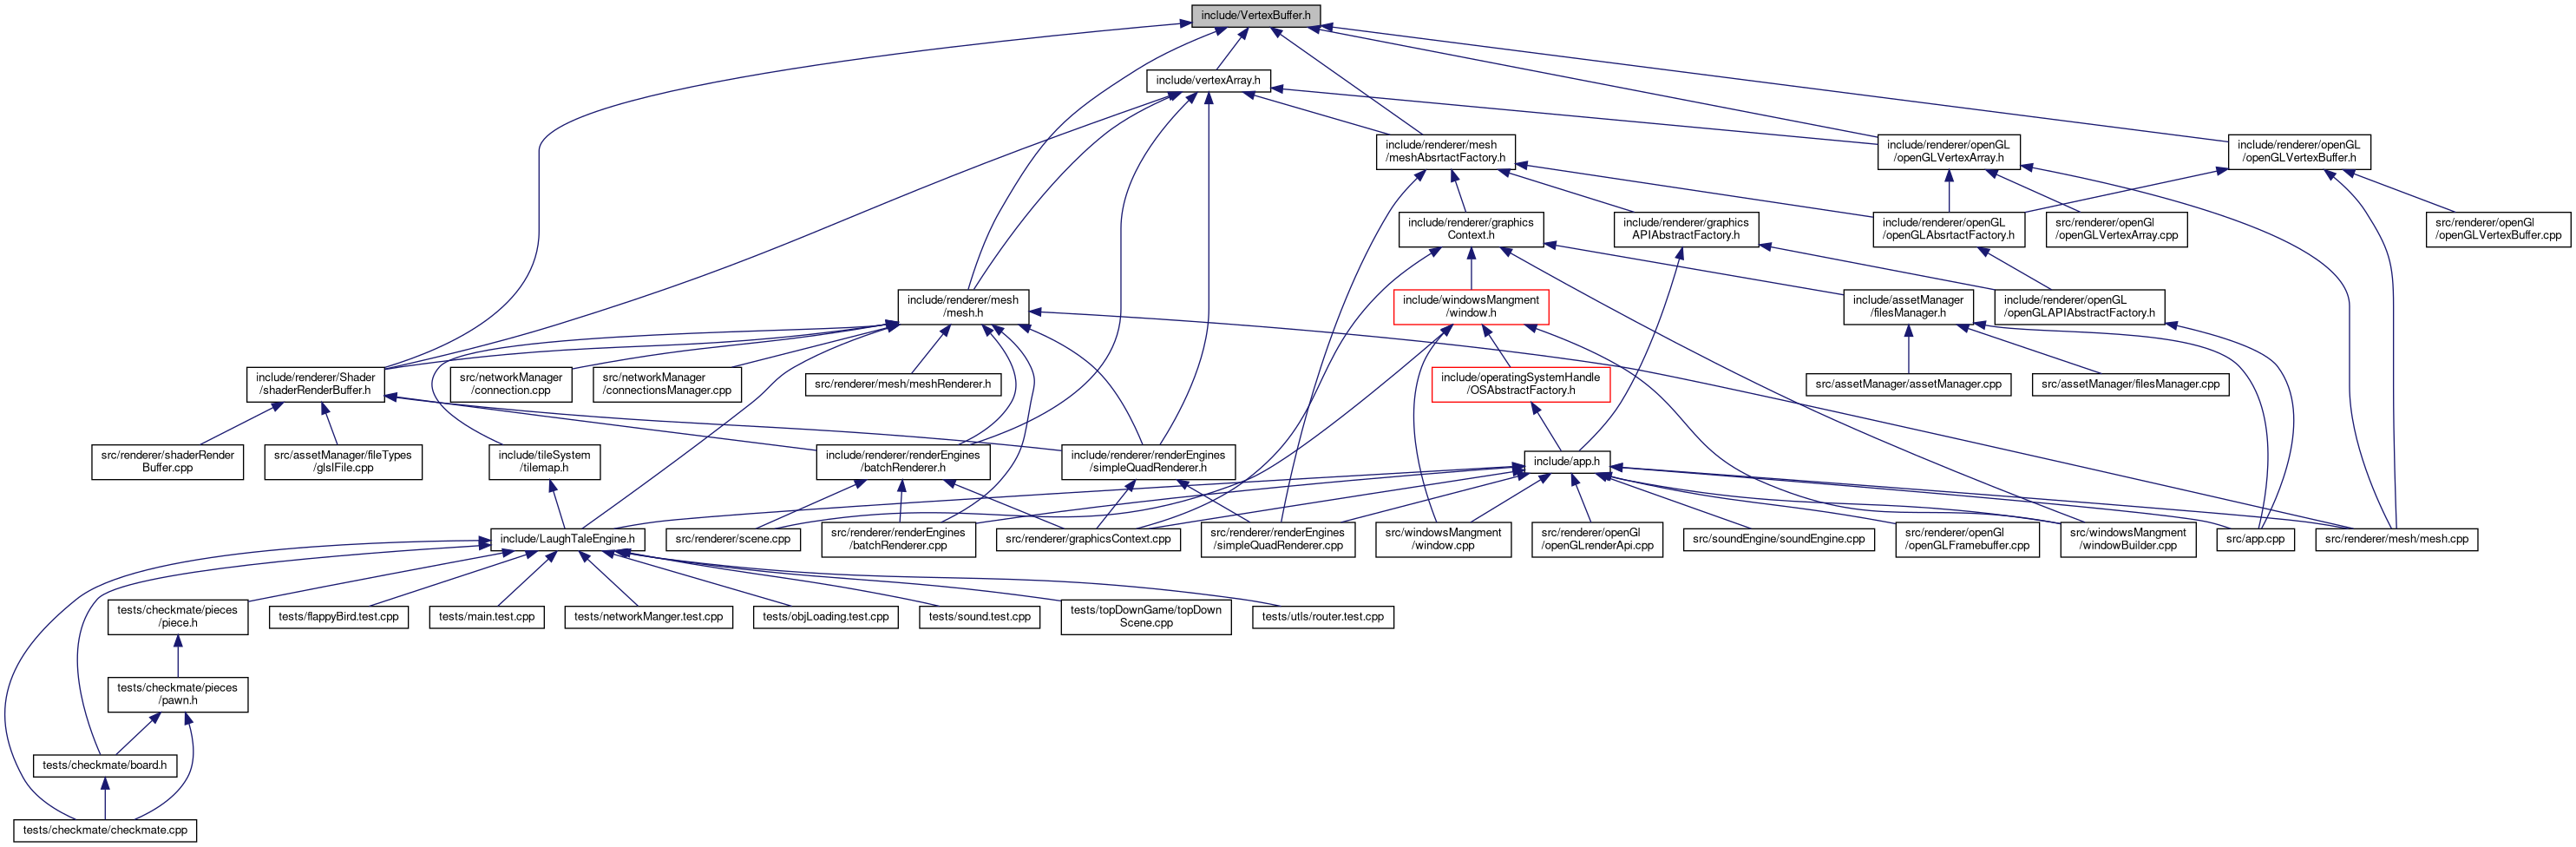 include/VertexBuffer.h
include/vertexArray.h
include/renderer/mesh
/meshAbsrtactFactory.h
include/renderer/openGL
/openGLVertexArray.h
include/renderer/openGL
/openGLVertexBuffer.h
include/renderer/graphics
Context.h
include/renderer/graphics
APIAbstractFactory.h
include/renderer/openGL
/openGLAbsrtactFactory.h
src/renderer/openGl
/openGLVertexArray.cpp
src/renderer/openGl
/openGLVertexBuffer.cpp
include/renderer/mesh
/mesh.h
include/windowsMangment
/window.h
include/assetManager
/filesManager.h
include/renderer/openGL
/openGLAPIAbstractFactory.h
include/renderer/Shader
/shaderRenderBuffer.h
src/networkManager
/connection.cpp
src/networkManager
/connectionsManager.cpp
src/renderer/mesh/meshRenderer.h
include/operatingSystemHandle
/OSAbstractFactory.h
src/assetManager/assetManager.cpp
src/assetManager/filesManager.cpp
src/renderer/shaderRender
Buffer.cpp
src/assetManager/fileTypes
/glslFile.cpp
include/tileSystem
/tilemap.h
include/renderer/renderEngines
/batchRenderer.h
include/renderer/renderEngines
/simpleQuadRenderer.h
include/app.h
include/LaughTaleEngine.h
src/renderer/scene.cpp
src/renderer/renderEngines
/batchRenderer.cpp
src/renderer/graphicsContext.cpp
src/renderer/renderEngines
/simpleQuadRenderer.cpp
src/windowsMangment
/window.cpp
src/renderer/openGl
/openGLrenderApi.cpp
src/soundEngine/soundEngine.cpp
src/renderer/openGl
/openGLFramebuffer.cpp
src/windowsMangment
/windowBuilder.cpp
src/app.cpp
src/renderer/mesh/mesh.cpp
tests/checkmate/pieces
/piece.h
tests/flappyBird.test.cpp
tests/main.test.cpp
tests/networkManger.test.cpp
tests/objLoading.test.cpp
tests/sound.test.cpp
tests/topDownGame/topDown
Scene.cpp
tests/utls/router.test.cpp
tests/checkmate/pieces
/pawn.h
tests/checkmate/board.h
tests/checkmate/checkmate.cpp